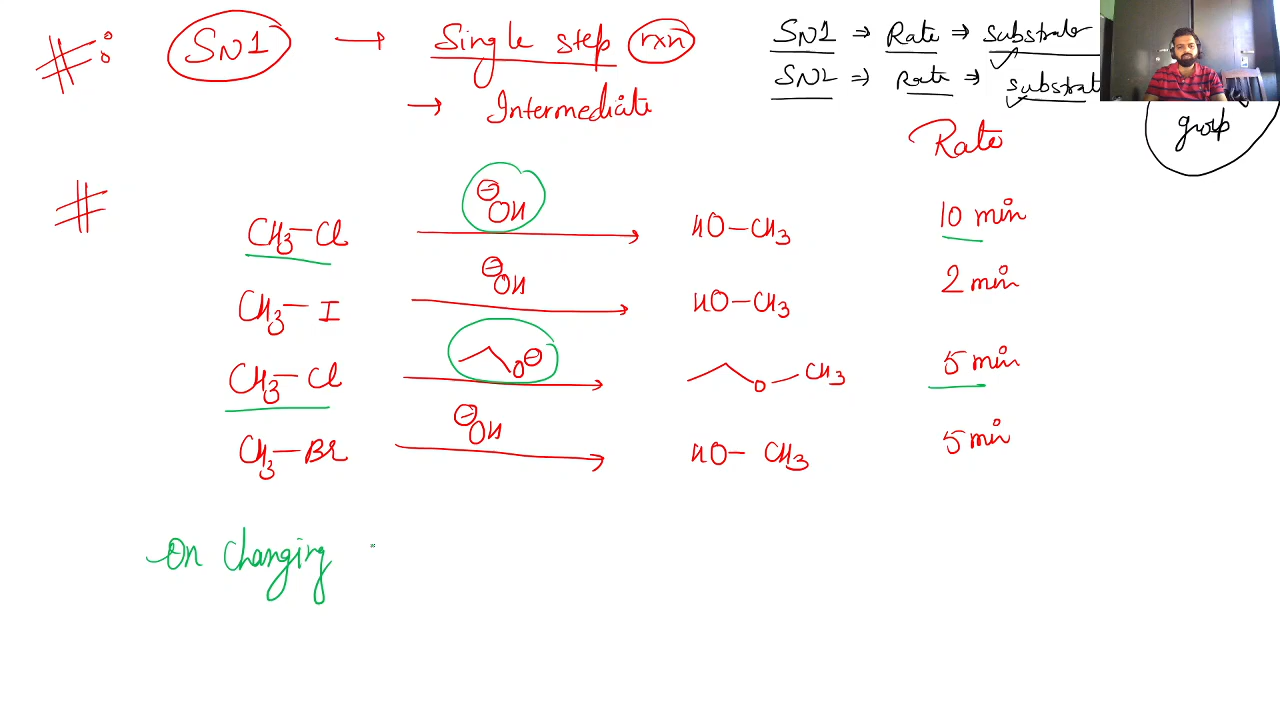 SN1 → Single step rxn
→ Intermediate
SN1 ⇒ Rate ⇒ Substrate
SN2 ⇒ Rate ⇒ Substrat
group
Rate
CH3–Cl ⊖OH → HO–CH3 10 min
CH3–I ⊖OH → HO–CH3 2 min
CH3–Cl O⊖ → O–CH3 5 min
CH3–Br ⊖OH → HO–CH3 5 min
On changing